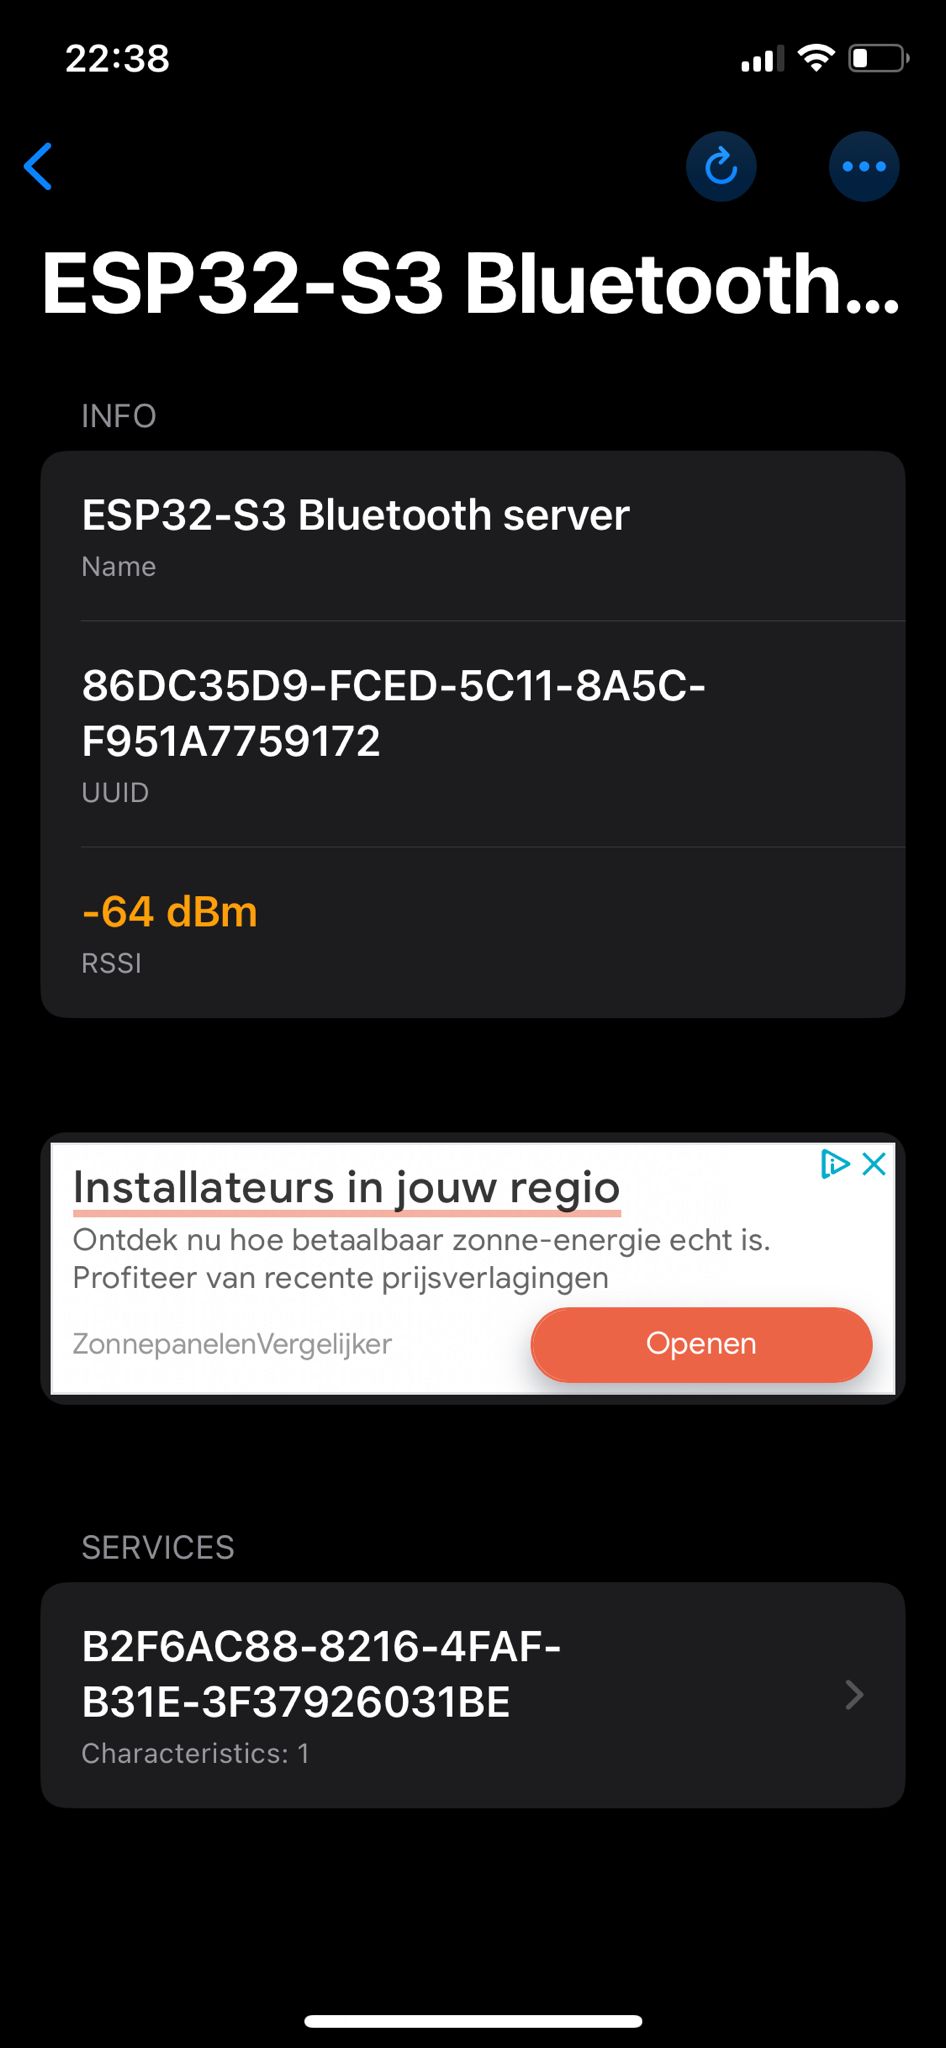 22:38
ESP32-S3 Bluetooth...
INFO
ESP32-S3 Bluetooth server
Name
86DC35D9-FCED-5C11-8A5C-
F951A7759172
UUID
-64 dBm
RSSI
Installateurs in jouw regio
Ontdek nu hoe betaalbaar zonne-energie echt is.
Profiteer van recente prijsverlagingen
ZonnepanelenVergelijker
Openen
SERVICES
B2F6AC88-8216-4FAF-
B31E-3F37926031BE
Characteristics: 1